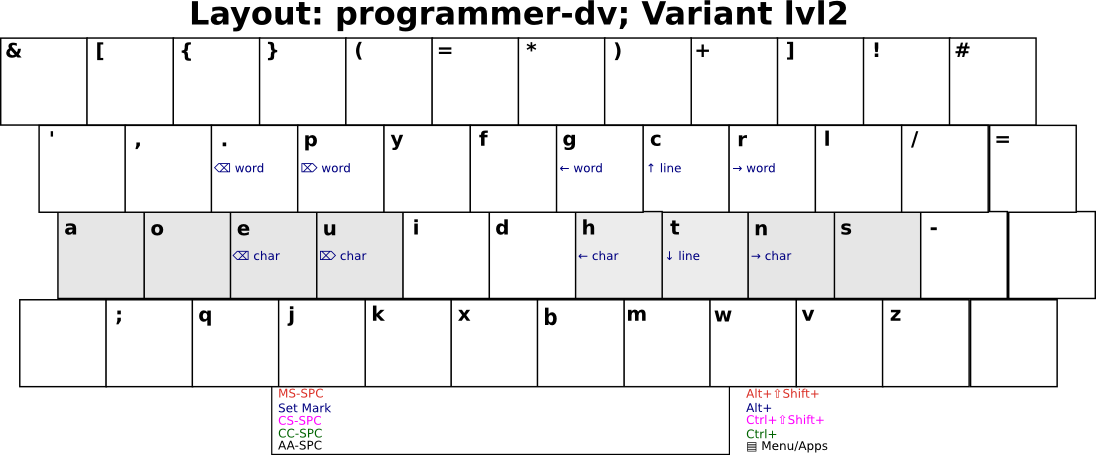 Layout: programmer-dv; Variant lvl2
& [ { } ( = * ) + ] ! #
' , . p y f g c r l / =
⌫ word ⌦ word ← word ↑ line → word
a o e u i d h t n s -
⌫ char ⌦ char ← char ↓ line → char
; q j k x b m w v z
MS-SPC Alt+⇧Shift+
Set Mark Alt+
CS-SPC Ctrl+⇧Shift+
CC-SPC Ctrl+
AA-SPC ▤ Menu/Apps